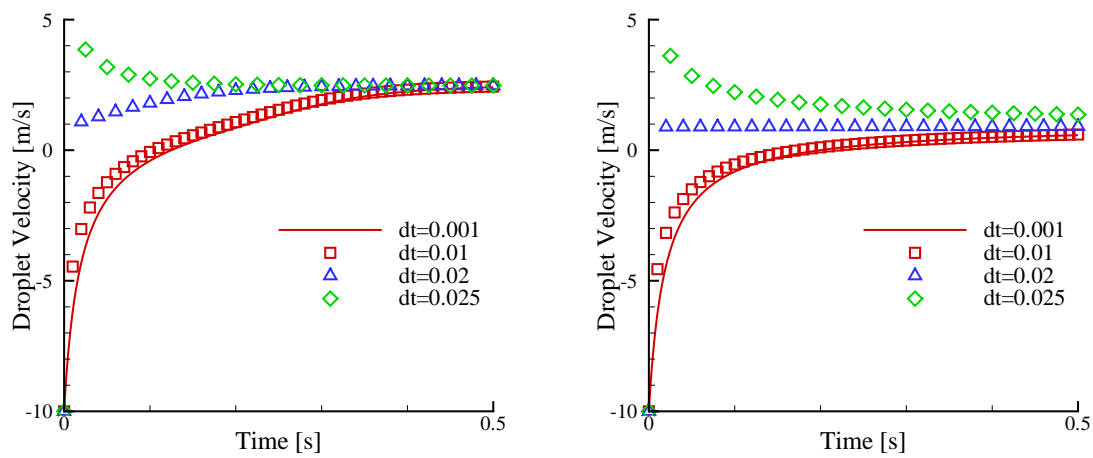 5
0
-5
-10
Droplet Velocity [m/s]
dt=0.001
dt=0.01
dt=0.02
dt=0.025
0
0.5
Time [s]
5
0
-5
-10
Droplet Velocity [m/s]
dt=0.001
dt=0.01
dt=0.02
dt=0.025
0
0.5
Time [s]